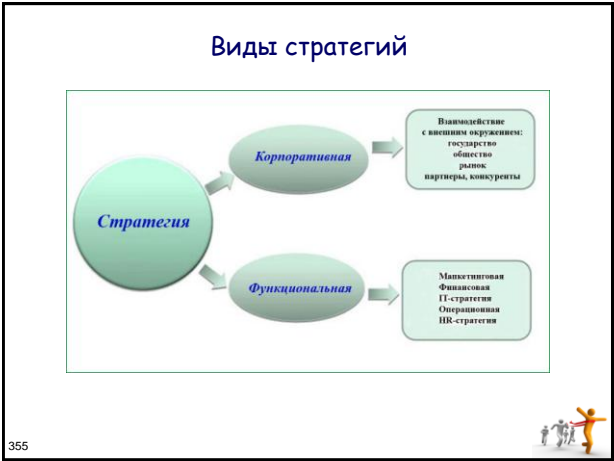 Виды стратегий
Стратегия
Корпоративная
Взаимодействие
с внешним окружением:
государство
общество
рынок
партнеры, конкуренты
Функциональная
Манкетинговая
Финансовая
IT-стратегия
Операционная
HR-стратегия
355